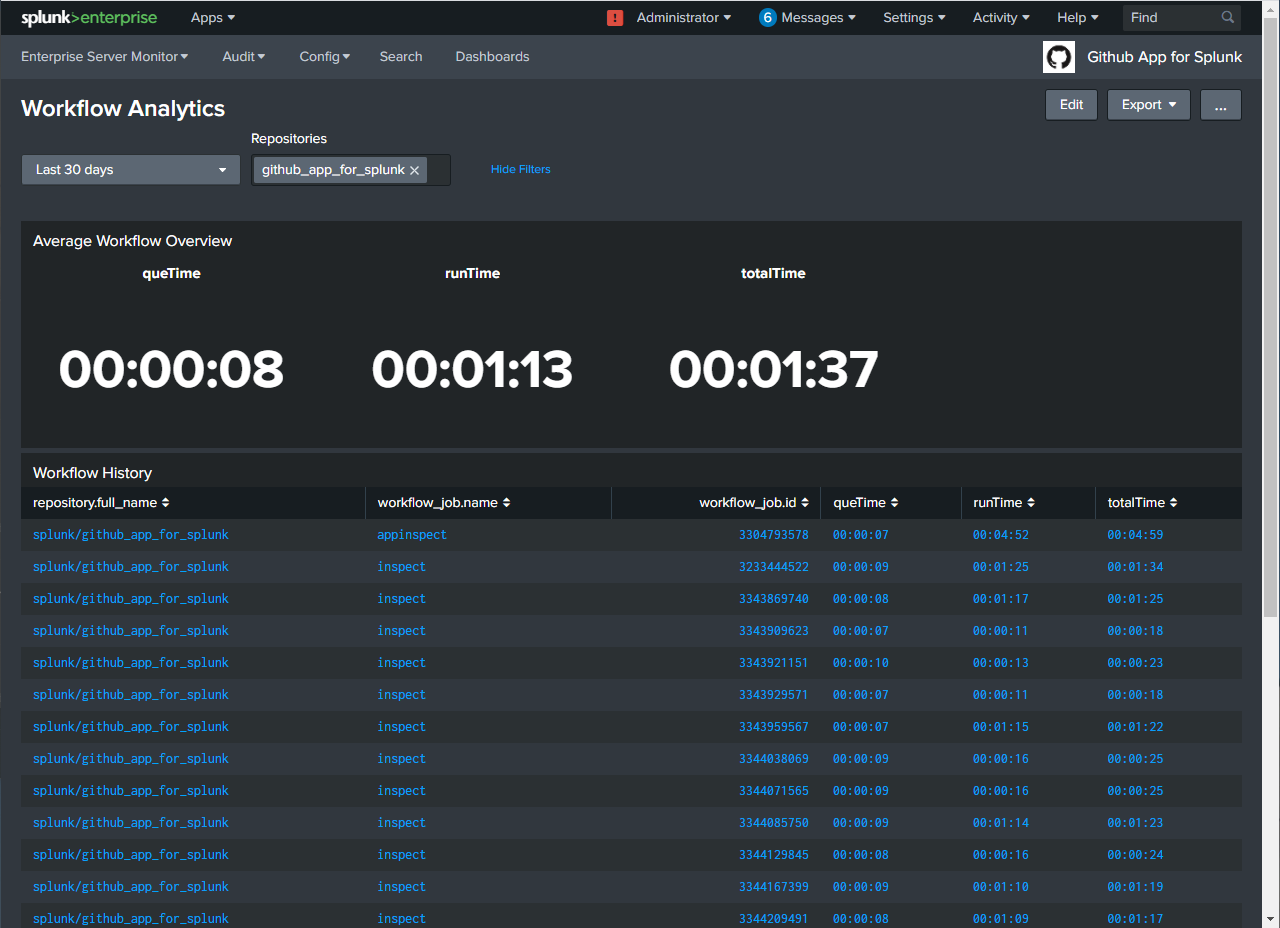 splunk>enterprise Apps ! Administrator 6 Messages Settings Activity Help Find
Enterprise Server Monitor Audit Config Search Dashboards Github App for Splunk
Workflow Analytics Edit Export ...
Repositories
Last 30 days github_app_for_splunk Hide Filters
Average Workflow Overview
queTime runTime totalTime
00:00:08 00:01:13 00:01:37
Workflow History
repository.full_name workflow_job.name workflow_job.id queTime runTime totalTime
splunk/github_app_for_splunk appinspect 3304793578 00:00:07 00:04:52 00:04:59
splunk/github_app_for_splunk inspect 3233444522 00:00:09 00:01:25 00:01:34
splunk/github_app_for_splunk inspect 3343869740 00:00:08 00:01:17 00:01:25
splunk/github_app_for_splunk inspect 3343909623 00:00:07 00:00:11 00:00:18
splunk/github_app_for_splunk inspect 3343921151 00:00:10 00:00:13 00:00:23
splunk/github_app_for_splunk inspect 3343929571 00:00:07 00:00:11 00:00:18
splunk/github_app_for_splunk inspect 3343959567 00:00:07 00:01:15 00:01:22
splunk/github_app_for_splunk inspect 3344038069 00:00:09 00:00:16 00:00:25
splunk/github_app_for_splunk inspect 3344071565 00:00:09 00:00:16 00:00:25
splunk/github_app_for_splunk inspect 3344085750 00:00:09 00:01:14 00:01:23
splunk/github_app_for_splunk inspect 3344129845 00:00:08 00:00:16 00:00:24
splunk/github_app_for_splunk inspect 3344167399 00:00:09 00:01:10 00:01:19
splunk/github_app_for_splunk inspect 3344209491 00:00:08 00:01:09 00:01:17